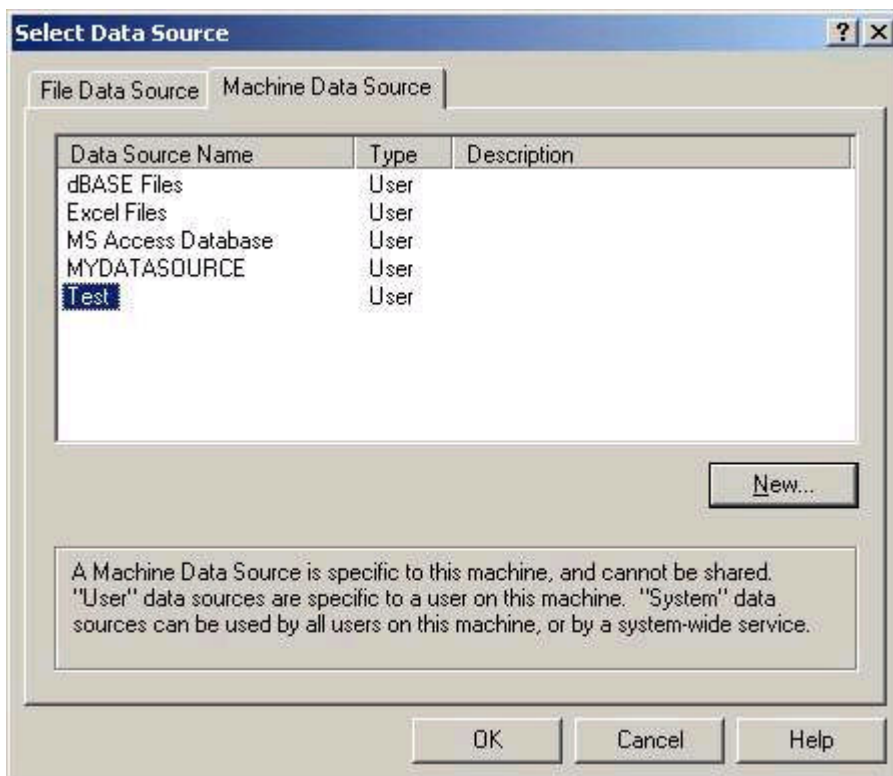 Select Data Source
File Data Source Machine Data Source
Data Source Name Type Description
dBASE Files User
Excel Files User
MS Access Database User
MYDATASOURCE User
Test User
New...
A Machine Data Source is specific to this machine, and cannot be shared.
"User" data sources are specific to a user on this machine. "System" data
sources can be used by all users on this machine, or by a system-wide service.
OK Cancel Help